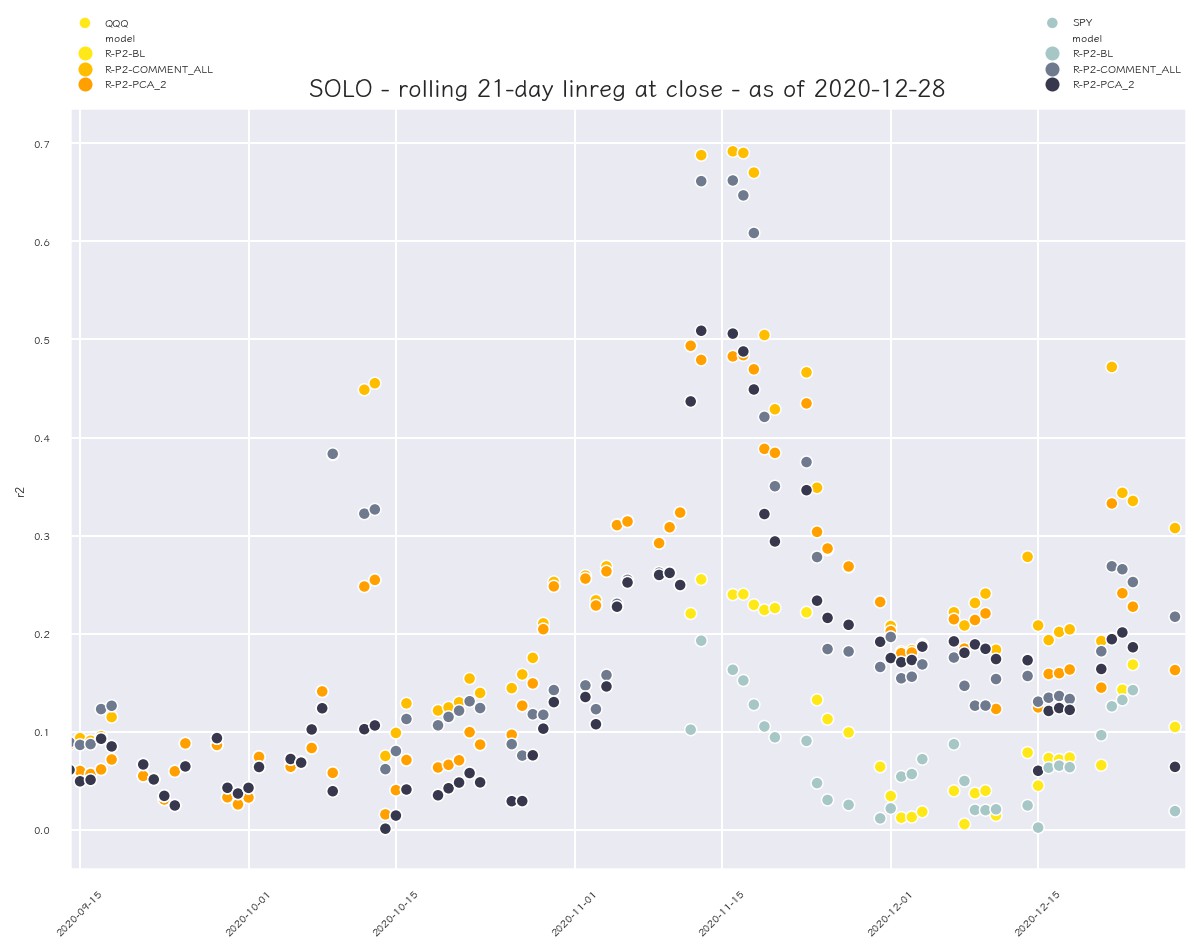 QQQ
model
R-P2-BL
R-P2-COMMENT_ALL
R-P2-PCA_2
SPY
model
R-P2-BL
R-P2-COMMENT_ALL
R-P2-PCA_2
SOLO - rolling 21-day linreg at close - as of 2020-12-28
0.7
0.6
0.5
0.4
0.3
0.2
0.1
0.0
r2
2020-09-15
2020-10-01
2020-10-15
2020-11-01
2020-11-15
2020-12-01
2020-12-15